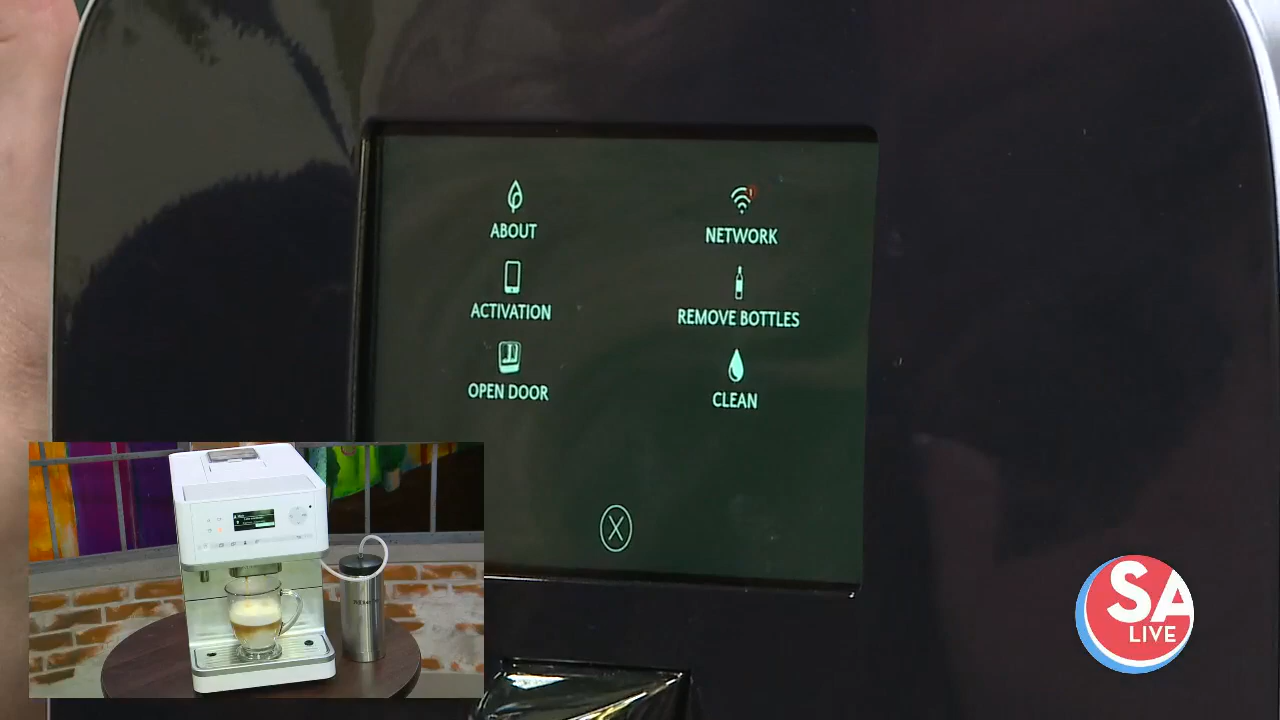 ABOUT
NETWORK
ACTIVATION
REMOVE BOTTLES
OPEN DOOR
CLEAN
X
SA
LIVE